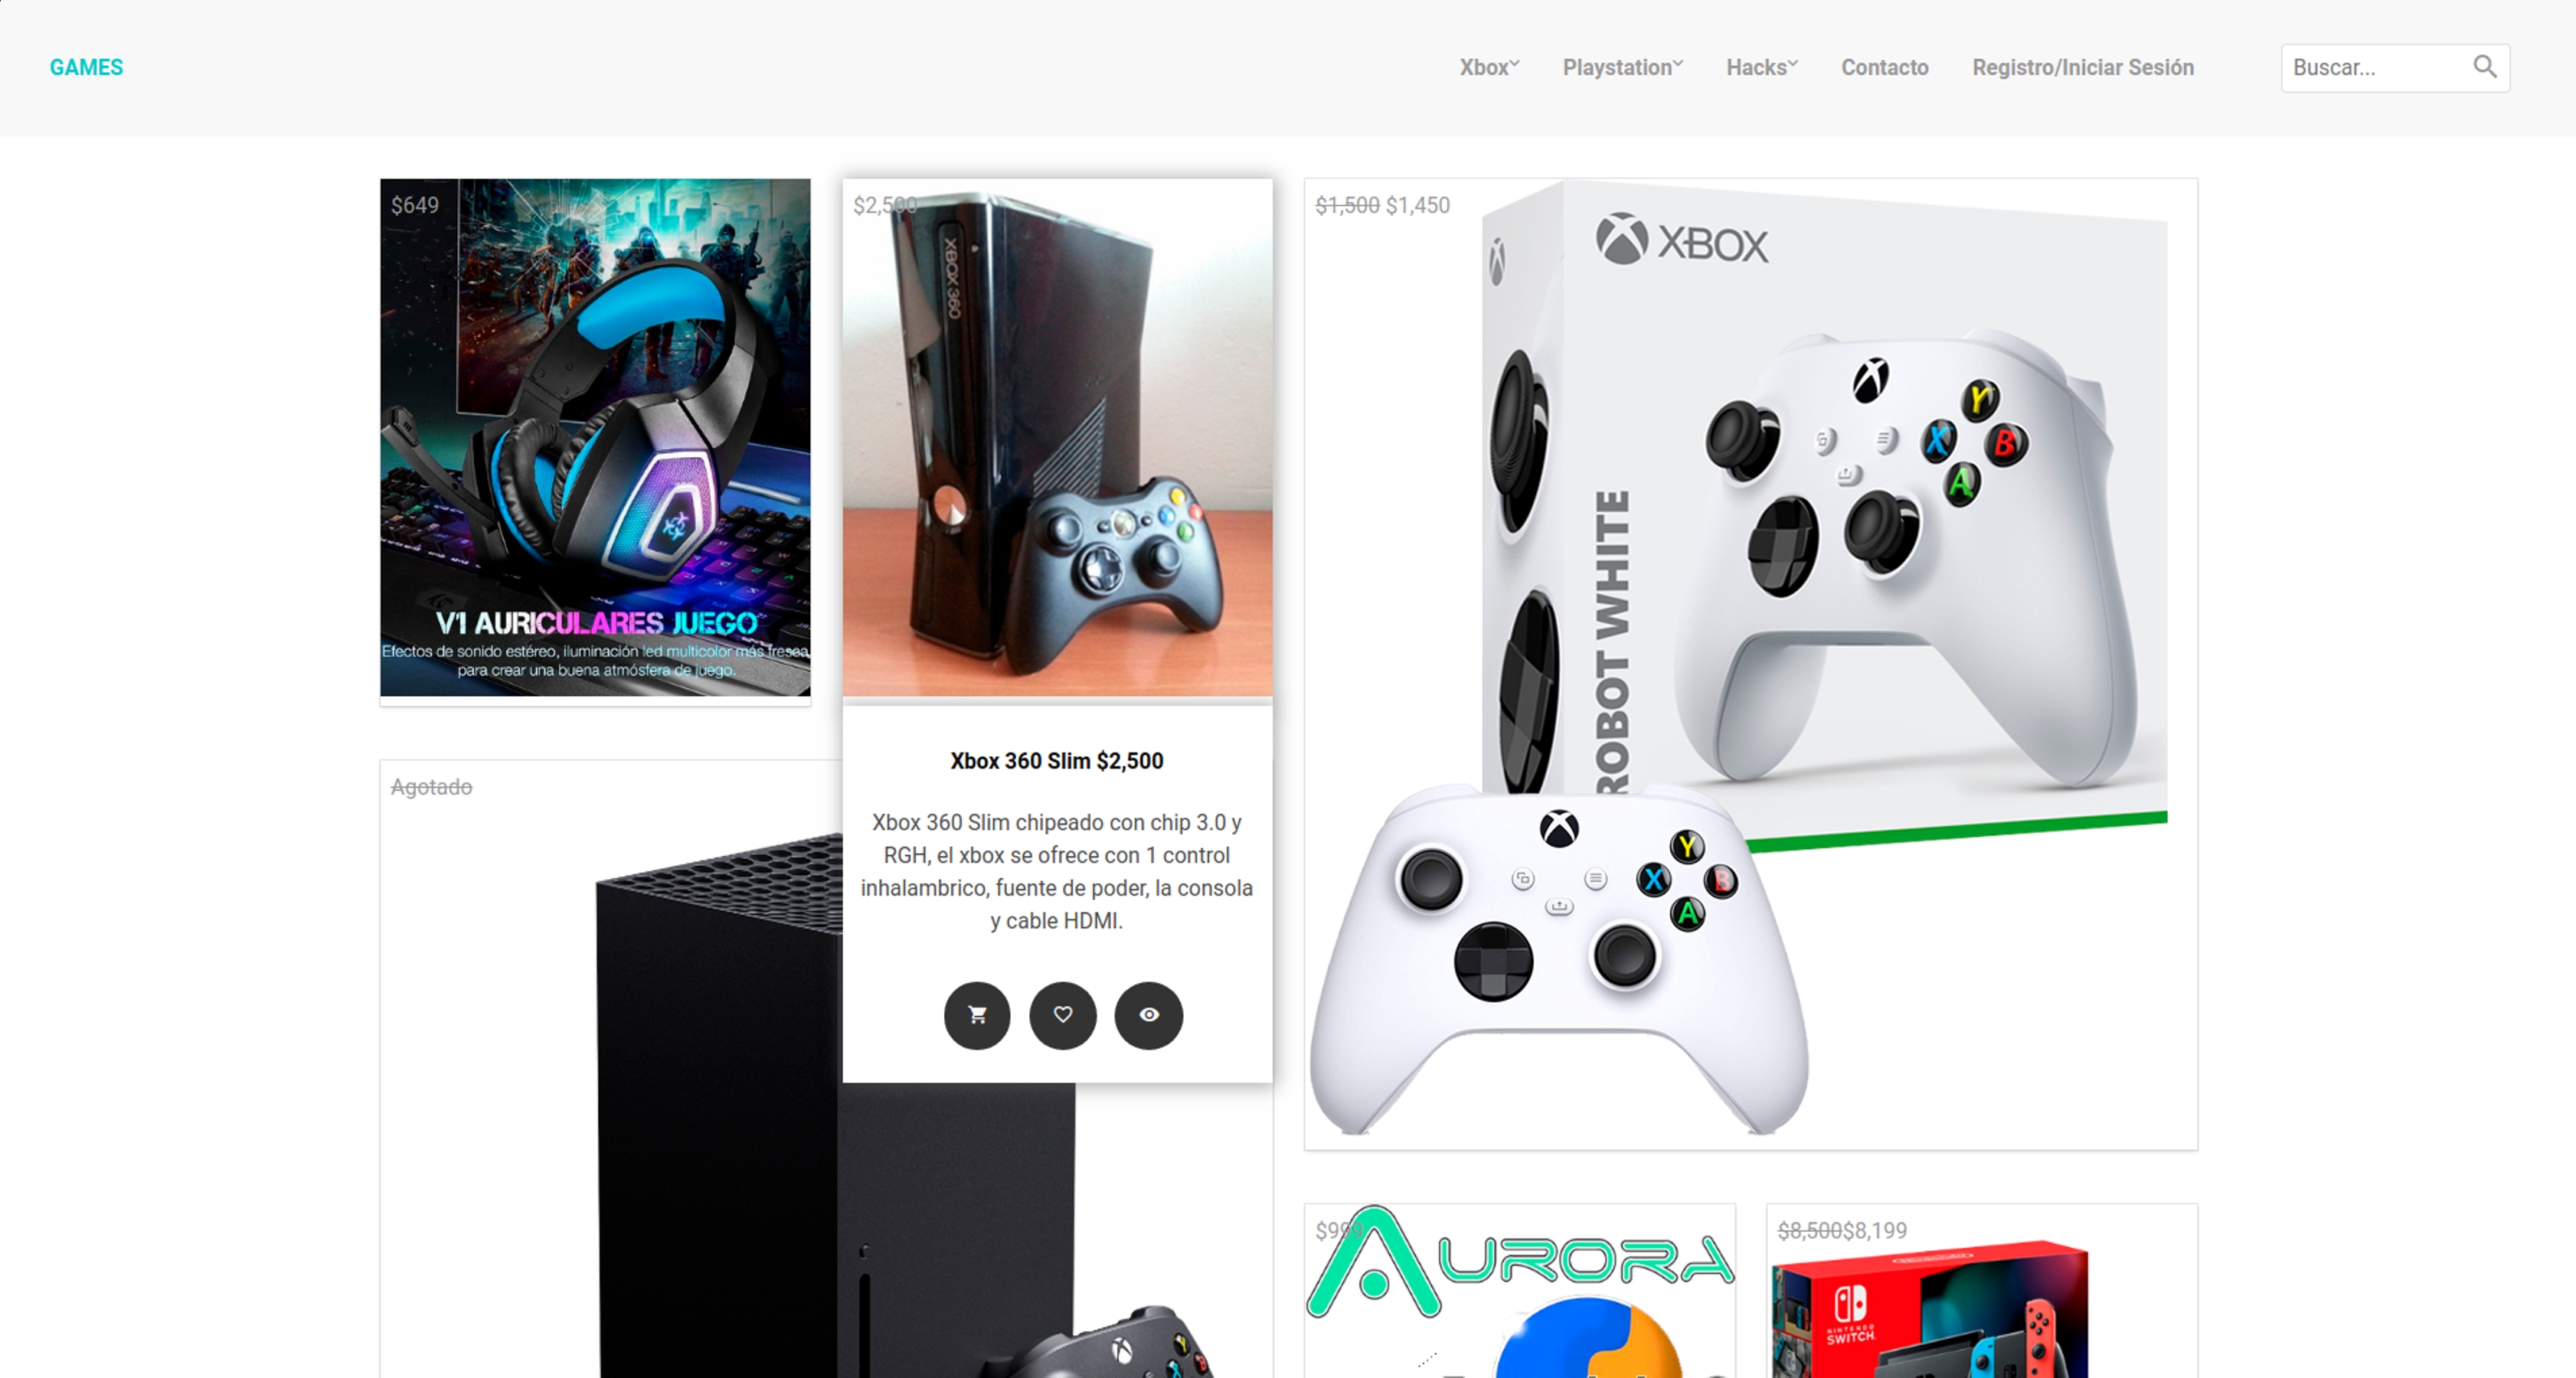 GAMES
Xbox
Playstation
Hacks
Contacto
Registro/Iniciar Sesión
Buscar...
$649
V1 AURICULARES JUEGO
Efectos de sonido estéreo, iluminación led multicolor más fresca
para crear una buena atmósfera de juego.
$2,500
XBOX 360
Xbox 360 Slim $2,500
Xbox 360 Slim chipeado con chip 3.0 y
RGH, el xbox se ofrece con 1 control
inhalambrico, fuente de poder, la consola
y cable HDMI.
$1,500 $1,450
XBOX
ROBOT WHITE
Y
X
B
A
Y
X
B
A
Agotado
Y
B
X
$999
AURORA
$8,500$8,199
NINTENDO
SWITCH